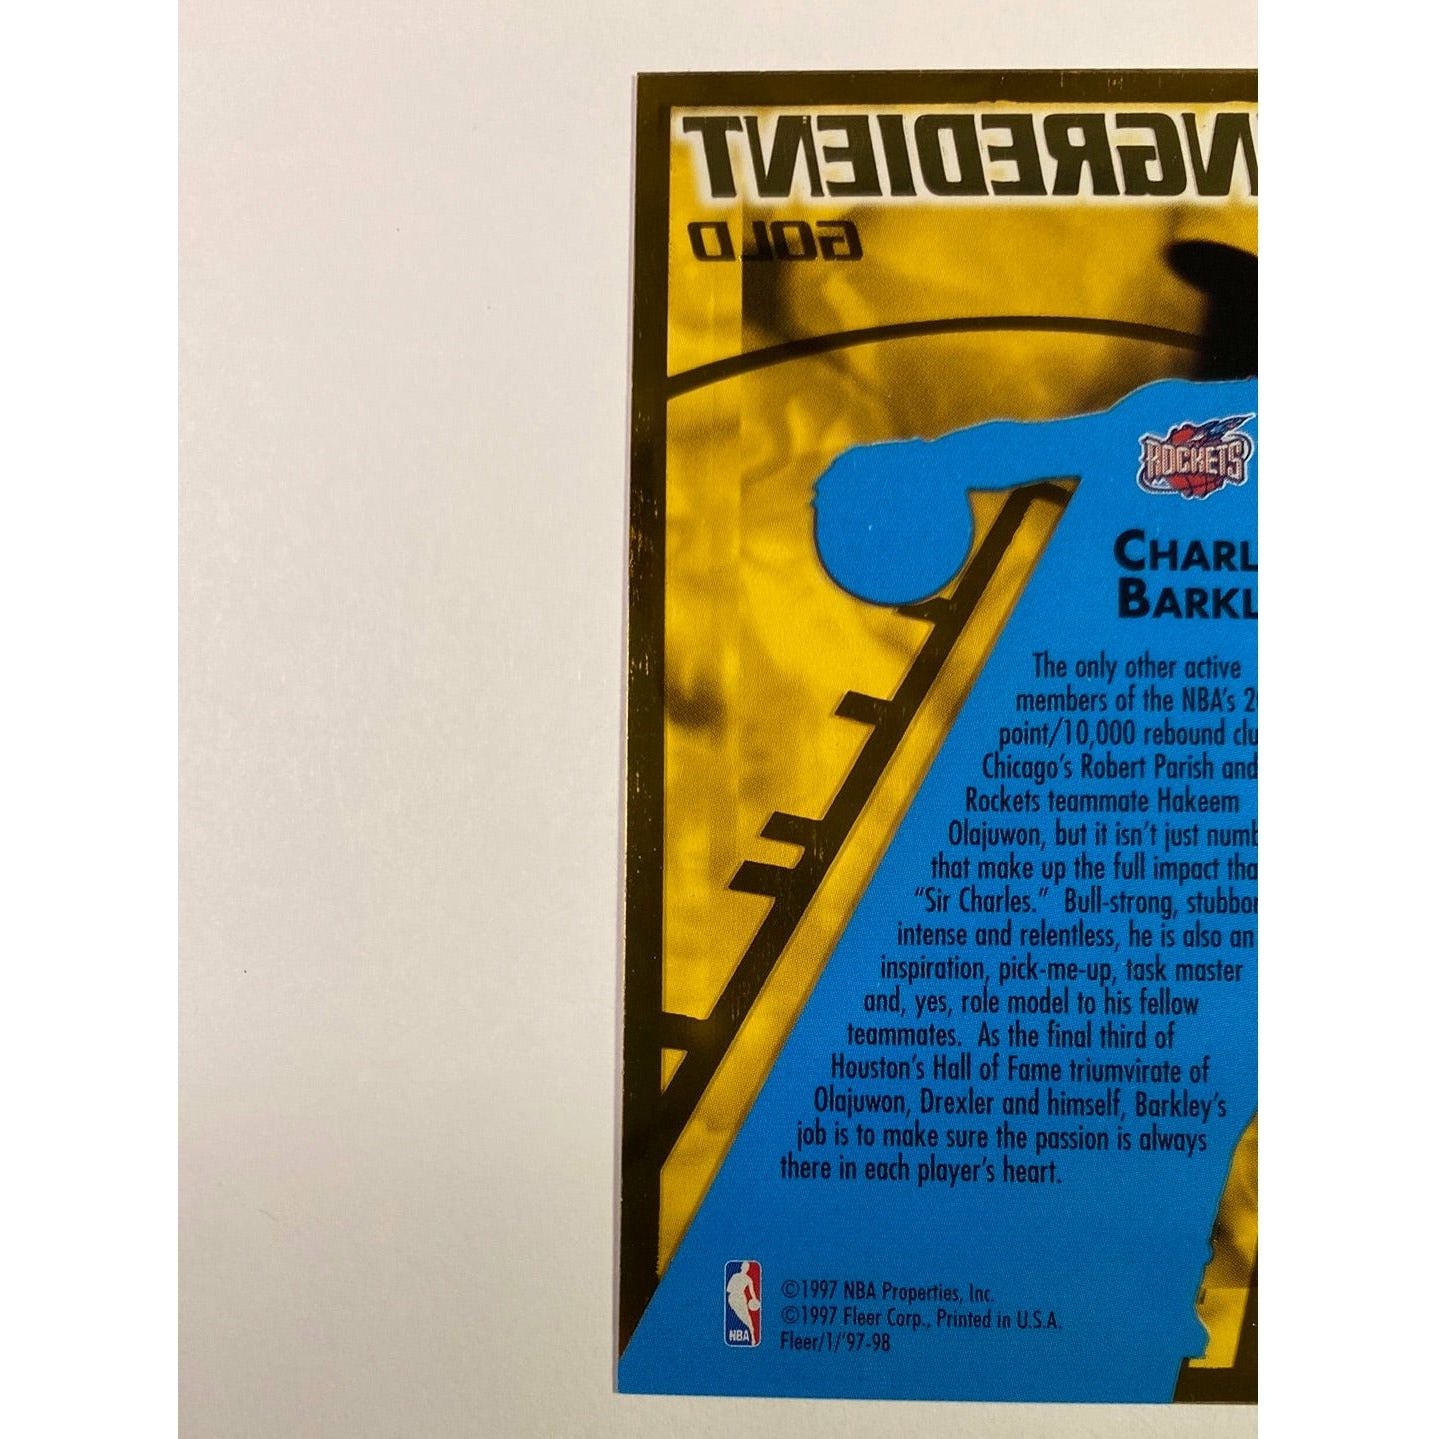 INGREDIENT
GOLD
ROCKETS
CHARL
BARKL
The only other active
members of the NBA's 2
point/10,000 rebound clu
Chicago's Robert Parish and
Rockets teammate Hakeem
Olajuwon, but it isn't just numb
that make up the full impact tha
"Sir Charles." Bull-strong, stubbor
intense and relentless, he is also an
inspiration, pick-me-up, task master
and, yes, role model to his fellow
teammates. As the final third of
Houston's Hall of Fame triumvirate of
Olajuwon, Drexler and himself, Barkley's
job is to make sure the passion is always
there in each player's heart.
©1997 NBA Properties, Inc.
©1997 Fleer Corp., Printed in U.S.A.
Fleer/1/'97-98
NBA